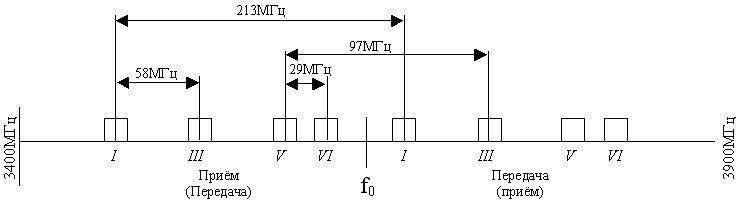 213МГц
97МГц
58МГц
29МГц
3400МГц
3900МГц
I III V VI I III V VI
Приём
(Передача)
f0
Передача
(приём)